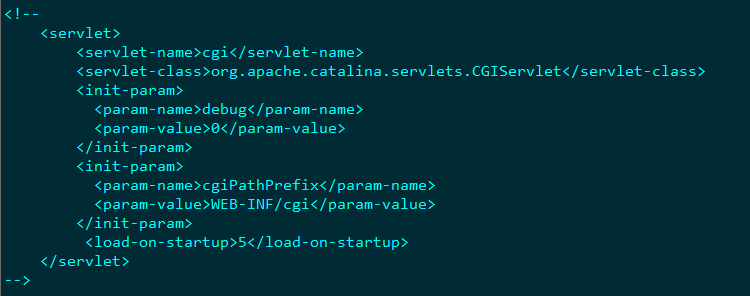 <!--
    <servlet>
        <servlet-name>cgi</servlet-name>
        <servlet-class>org.apache.catalina.servlets.CGIServlet</servlet-class>
        <init-param>
          <param-name>debug</param-name>
          <param-value>0</param-value>
        </init-param>
        <init-param>
          <param-name>cgiPathPrefix</param-name>
          <param-value>WEB-INF/cgi</param-value>
        </init-param>
         <load-on-startup>5</load-on-startup>
    </servlet>
-->